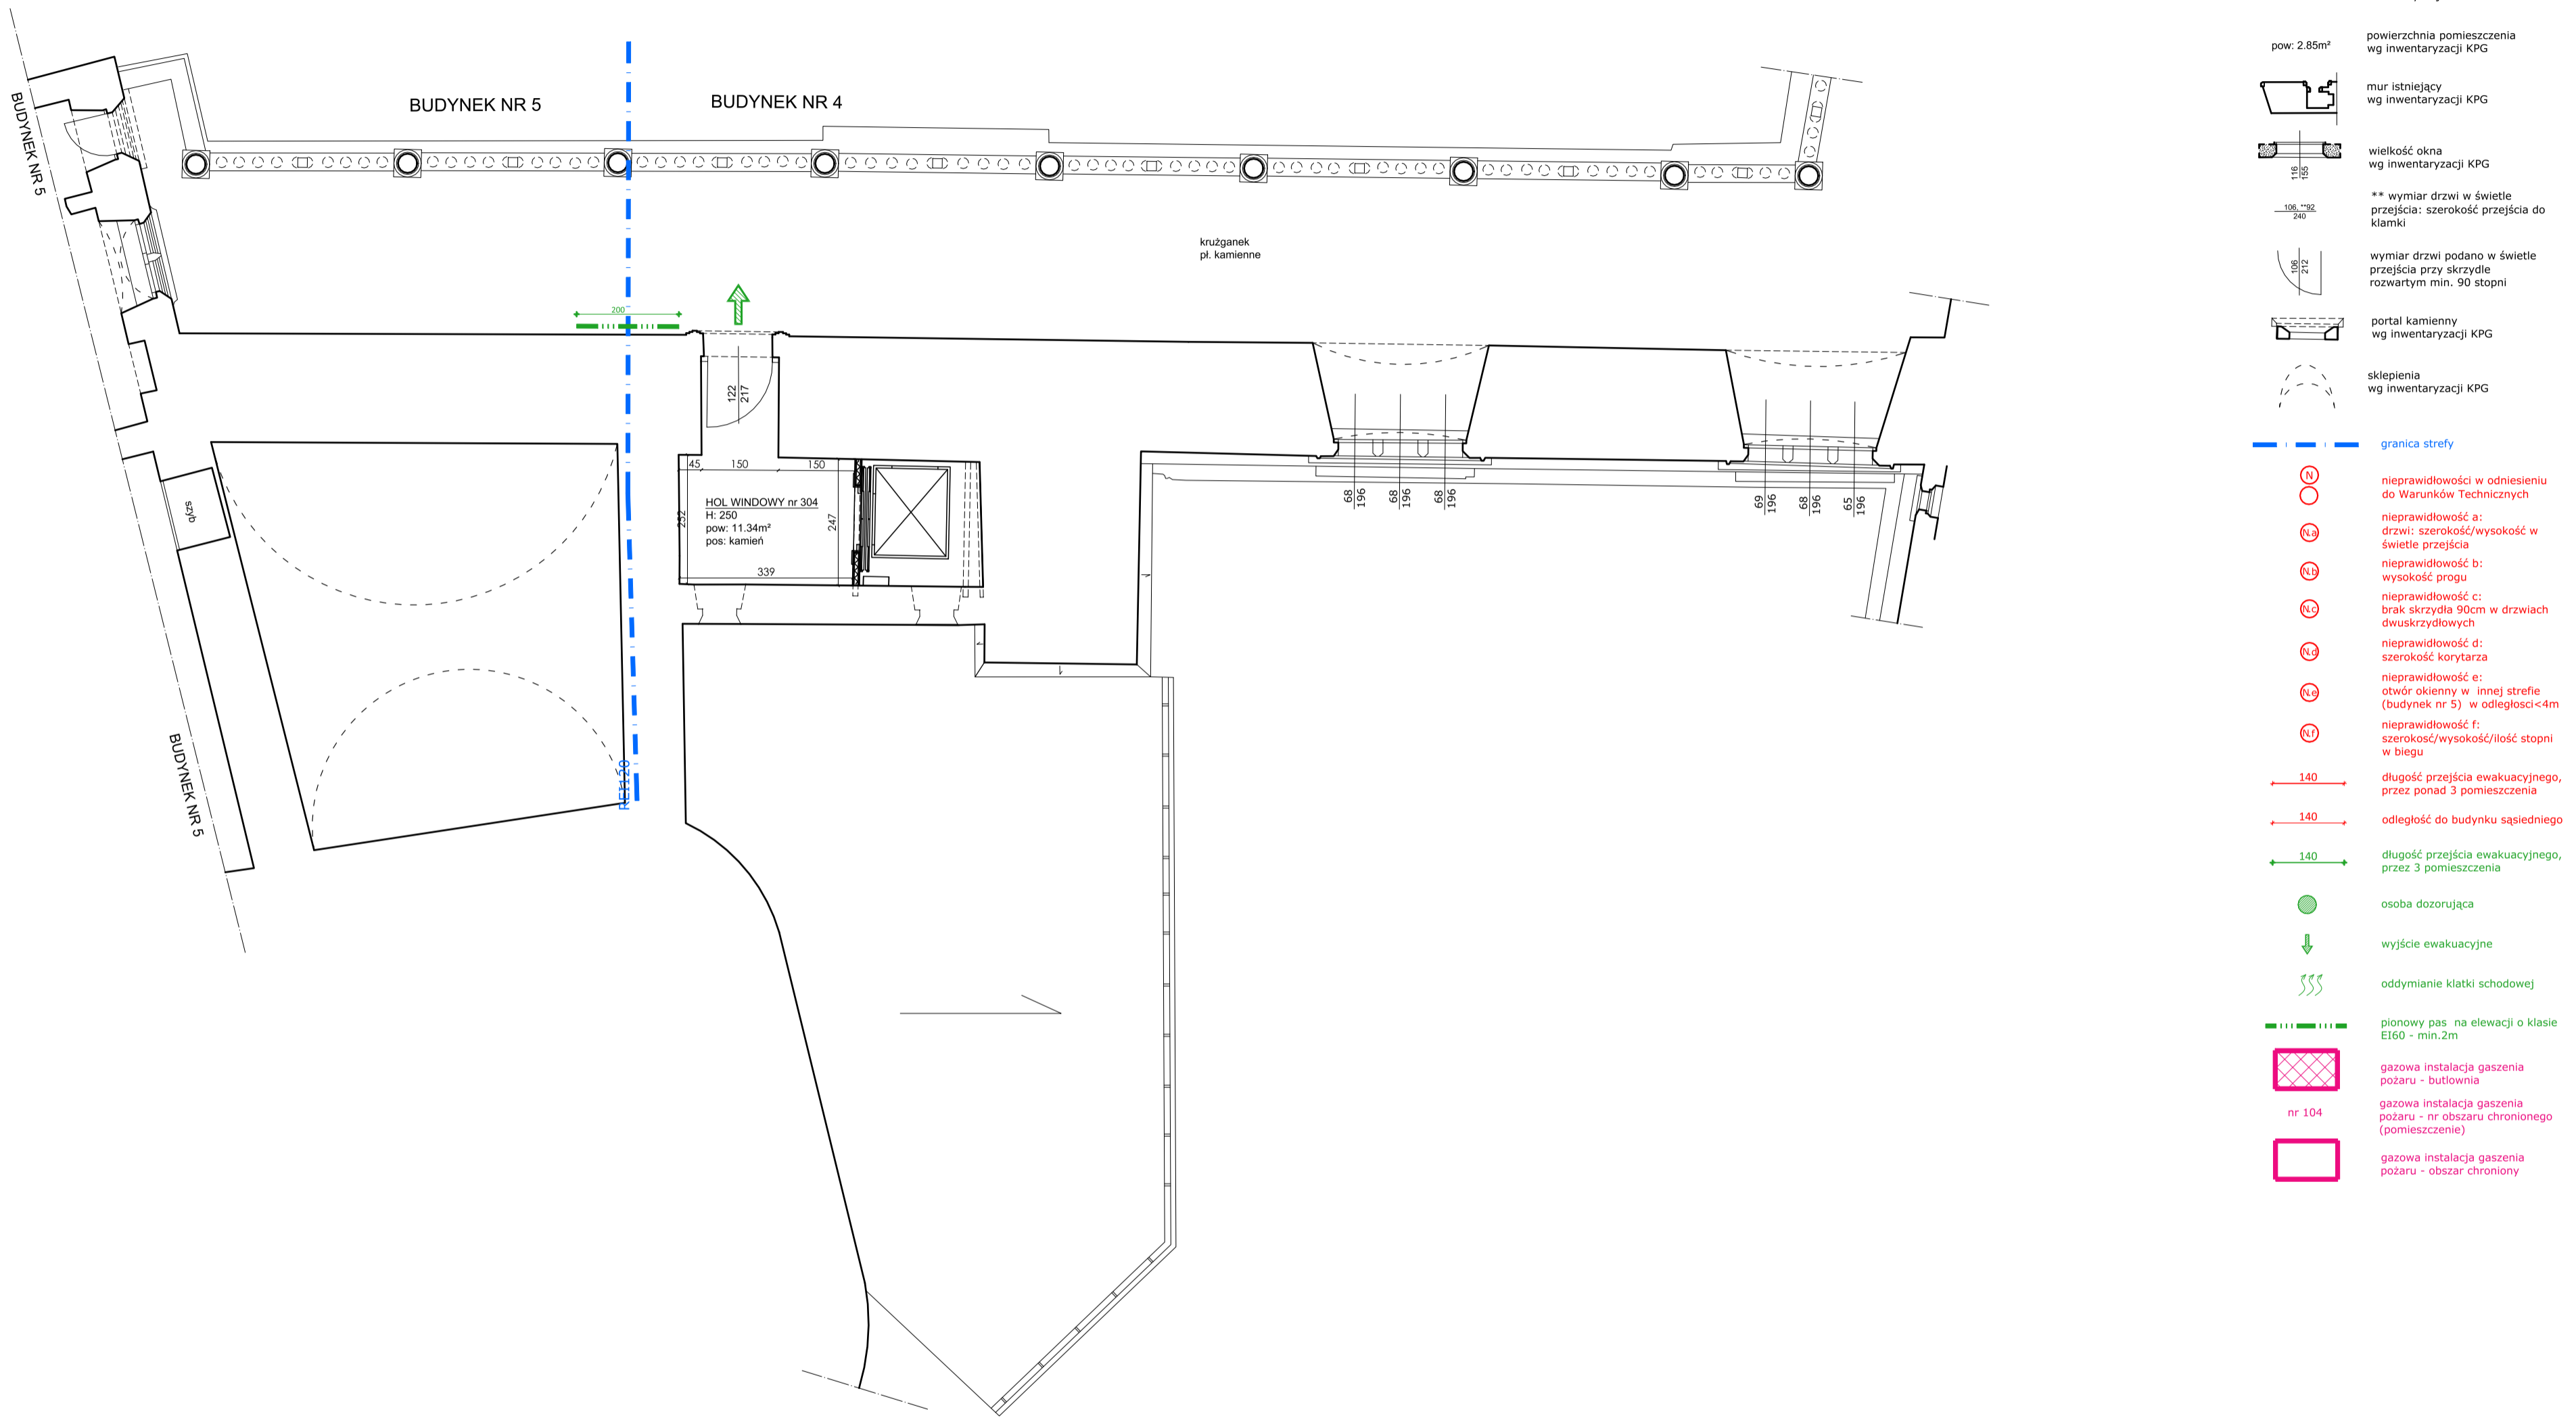 BUDYNEK NR 5
BUDYNEK NR 5
BUDYNEK NR 4
krużganek
pł. kamienne
200
122
217
45
150
150
HOL WINDOWY nr 304
H: 250
pow: 11.34m²
pos: kamień
232
247
339
szyb
REI120
BUDYNEK NR 5
68
196
68
196
68
196
69
196
68
196
65
196
pow: 2.85m²
powierzchnia pomieszczenia
wg inwentaryzacji KPG
mur istniejący
wg inwentaryzacji KPG
116
155
wielkość okna
wg inwentaryzacji KPG
106, **92
240
** wymiar drzwi w świetle
przejścia: szerokość przejścia do
klamki
106
212
wymiar drzwi podano w świetle
przejścia przy skrzydle
rozwartym min. 90 stopni
portal kamienny
wg inwentaryzacji KPG
sklepienia
wg inwentaryzacji KPG
granica strefy
N
nieprawidłowości w odniesieniu
do Warunków Technicznych
N.a
nieprawidłowość a:
drzwi: szerokość/wysokość w
świetle przejścia
N.b
nieprawidłowość b:
wysokość progu
N.c
nieprawidłowość c:
brak skrzydła 90cm w drzwiach
dwuskrzydłowych
N.d
nieprawidłowość d:
szerokość korytarza
N.e
nieprawidłowość e:
otwór okienny w innej strefie
(budynek nr 5) w odległosci<4m
N.f
nieprawidłowość f:
szerokosć/wysokość/ilość stopni
w biegu
140
długość przejścia ewakuacyjnego,
przez ponad 3 pomieszczenia
140
odległość do budynku sąsiedniego
140
długość przejścia ewakuacyjnego,
przez 3 pomieszczenia
osoba dozorująca
wyjście ewakuacyjne
oddymianie klatki schodowej
pionowy pas na elewacji o klasie
EI60 - min.2m
gazowa instalacja gaszenia
pożaru - butlownia
nr 104
gazowa instalacja gaszenia
pożaru - nr obszaru chronionego
(pomieszczenie)
gazowa instalacja gaszenia
pożaru - obszar chroniony